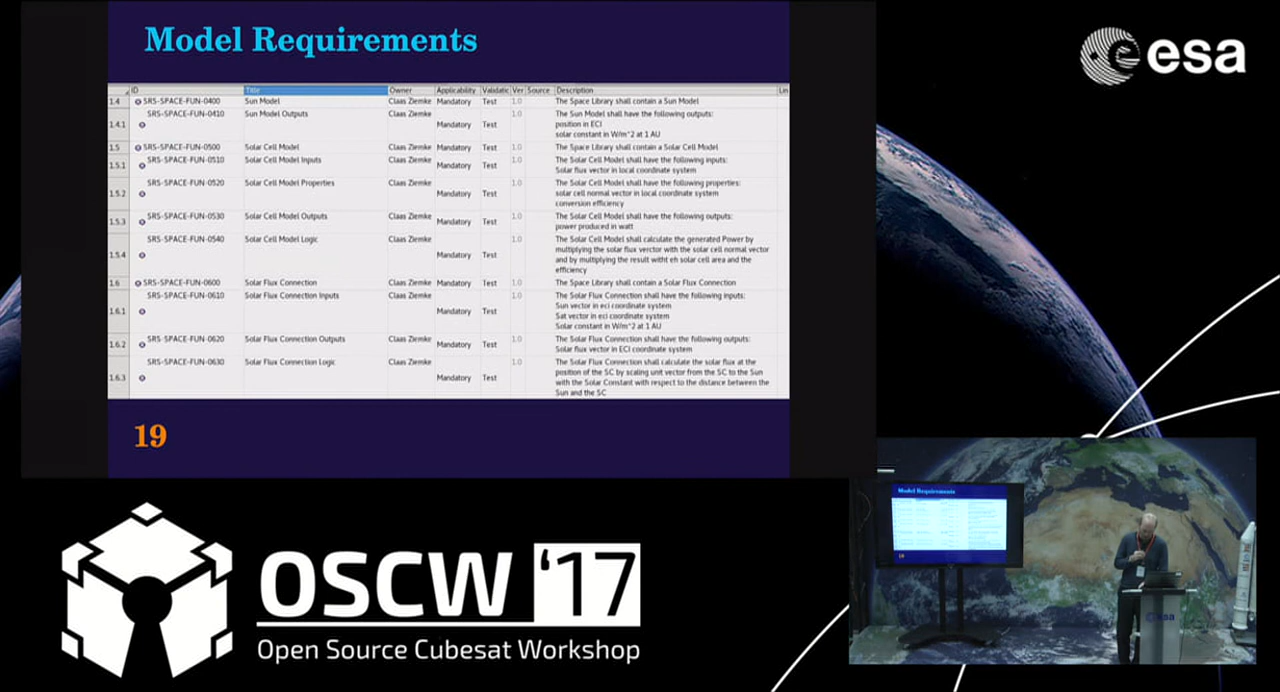 Model Requirements
esa
ID Title Owner Applicability Validatic Ver Source Description Lin
1.4 SRS-SPACE-FUN-0400 Sun Model Claas Ziemke Mandatory Test 1.0 The Space Library shall contain a Sun Model
1.4.1 SRS-SPACE-FUN-0410 Sun Model Outputs Claas Ziemke Mandatory Test 1.0 The Sun Model shall have the following outputs:
position in ECI
solar constant in W/m^2 at 1 AU
1.5 SRS-SPACE-FUN-0500 Solar Cell Model Claas Ziemke Mandatory Test 1.0 The Space Library shall contain a Solar Cell Model
1.5.1 SRS-SPACE-FUN-0510 Solar Cell Model Inputs Claas Ziemke Mandatory Test 1.0 The Solar Cell Model shall have the following inputs:
Solar flux vector in local coordinate system
1.5.2 SRS-SPACE-FUN-0520 Solar Cell Model Properties Claas Ziemke Mandatory Test 1.0 The Solar Cell Model shall have the following properties:
solar cell normal vector in local coordinate system
conversion efficiency
1.5.3 SRS-SPACE-FUN-0530 Solar Cell Model Outputs Claas Ziemke Mandatory Test 1.0 The Solar Cell Model shall have the following outputs:
power produced in watt
1.5.4 SRS-SPACE-FUN-0540 Solar Cell Model Logic Claas Ziemke Mandatory Test 1.0 The Solar Cell Model shall calculate the generated Power by
multiplying the solar flux verctor with the solar cell normal vector
and by multiplying the result witht eh solar cell area and the
efficiency
1.6 SRS-SPACE-FUN-0600 Solar Flux Connection Claas Ziemke Mandatory Test 1.0 The Space Library shall contain a Solar Flux Connection
1.6.1 SRS-SPACE-FUN-0610 Solar Flux Connection Inputs Claas Ziemke Mandatory Test 1.0 The Solar Flux Connection shall have the following inputs:
Sun vector in eci coordinate system
Sat vector in eci coordinate system
Solar constant in W/m^2 at 1 AU
1.6.2 SRS-SPACE-FUN-0620 Solar Flux Connection Outputs Claas Ziemke Mandatory Test 1.0 The Solar Flux Connection shall have the following outputs:
Solar flux vector in ECI coordinate system
1.6.3 SRS-SPACE-FUN-0630 Solar Flux Connection Logic Claas Ziemke Mandatory Test 1.0 The Solar Flux Connection shall calculate the solar flux at the
position of the SC by scaling unit vector from the SC to the Sun
with the Solar Constant with respect to the distance between the
Sun and the SC
19
OSCW '17
Open Source Cubesat Workshop
Model Requirements
19
esa